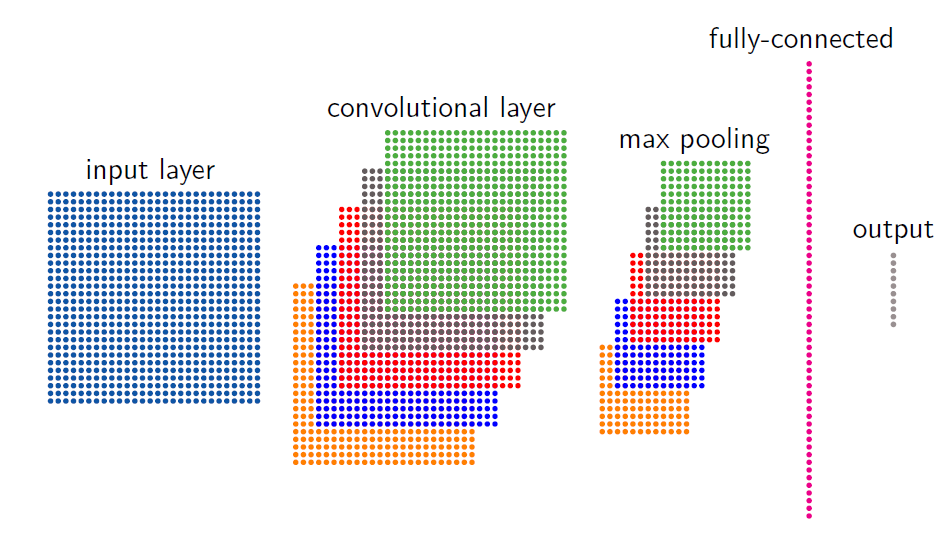 input layer
convolutional layer
max pooling
fully-connected
output